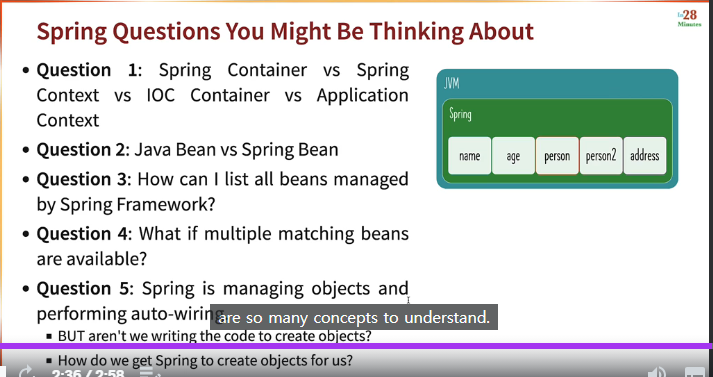 Spring Questions You Might Be Thinking About
in28
Minutes
• Question 1: Spring Container vs Spring
Context vs IOC Container vs Application
Context
• Question 2: Java Bean vs Spring Bean
• Question 3: How can I list all beans managed
by Spring Framework?
• Question 4: What if multiple matching beans
are available?
• Question 5: Spring is managing objects and
performing auto-wiring
▪ BUT aren't we writing the code to create objects?
▪ How do we get Spring to create objects for us?
JVM
Spring
name age person person2 address
are so many concepts to understand.
2:36 / 2:58